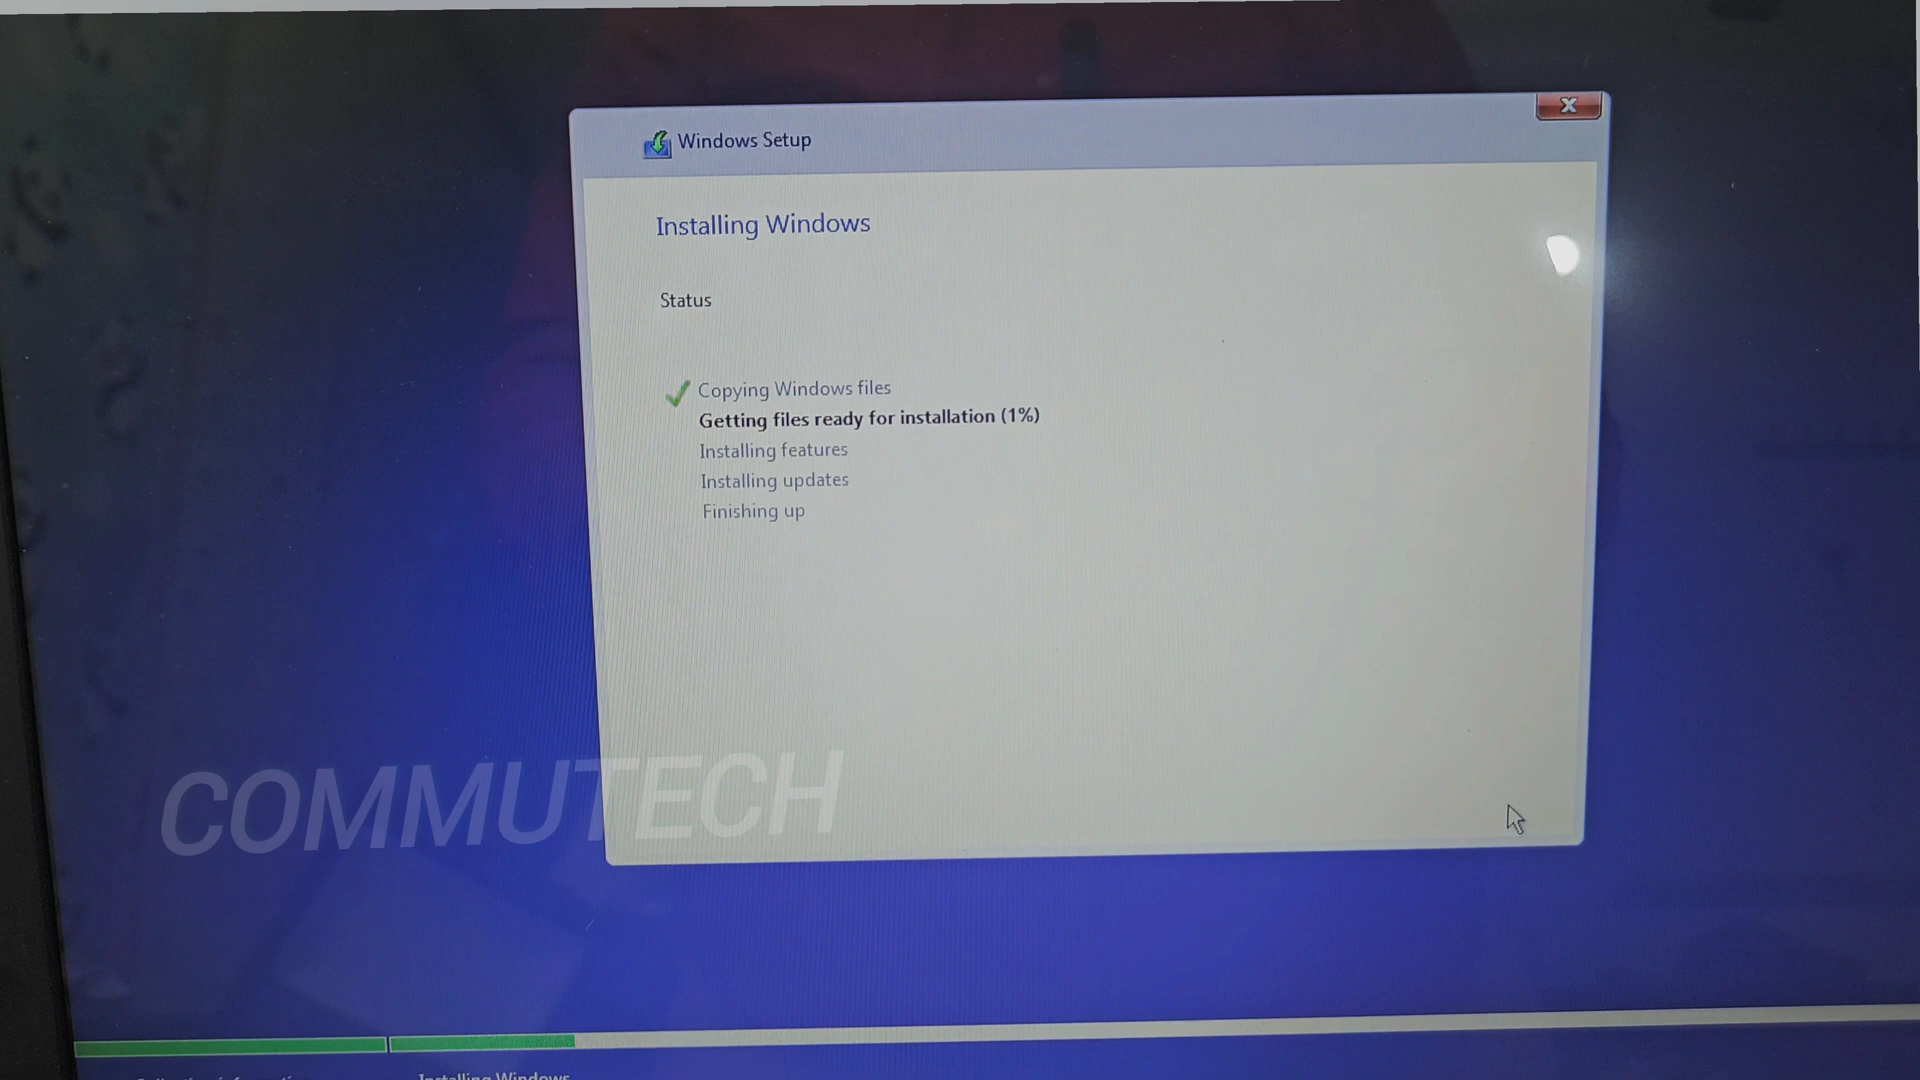 Windows Setup
Installing Windows
Status
Copying Windows files
Getting files ready for installation (1%)
Installing features
Installing updates
Finishing up
COMMUTECH
Installing Windows